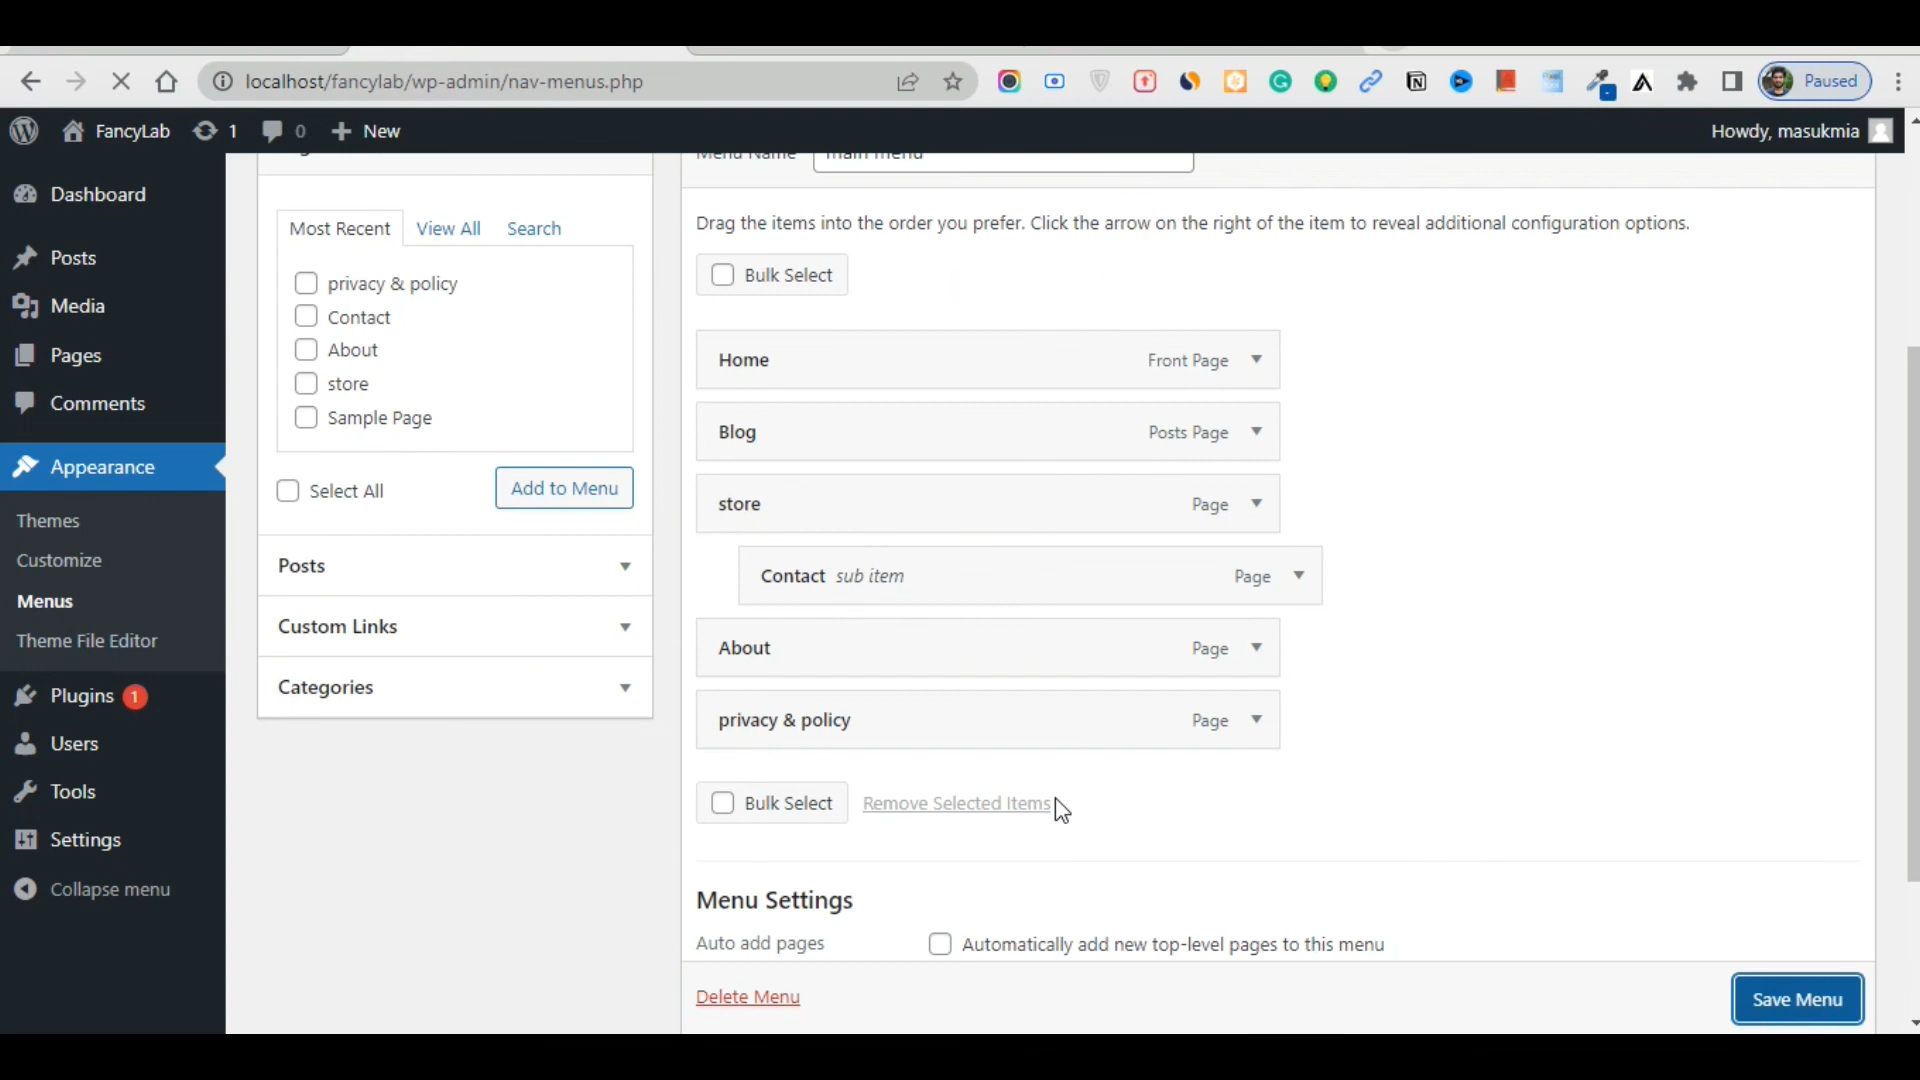 localhost/fancylab/wp-admin/nav-menus.php
Paused
FancyLab 1 0 New
Howdy, masukmia
Dashboard
Posts
Media
Pages
Comments
Appearance
Themes
Customize
Menus
Theme File Editor
Plugins 1
Users
Tools
Settings
Collapse menu
Most Recent View All Search
privacy & policy
Contact
About
store
Sample Page
Select All Add to Menu
Posts
Custom Links
Categories
Menu Name main menu
Drag the items into the order you prefer. Click the arrow on the right of the item to reveal additional configuration options.
Bulk Select
Home Front Page
Blog Posts Page
store Page
Contact sub item Page
About Page
privacy & policy Page
Bulk Select Remove Selected Items
Menu Settings
Auto add pages Automatically add new top-level pages to this menu
Delete Menu Save Menu